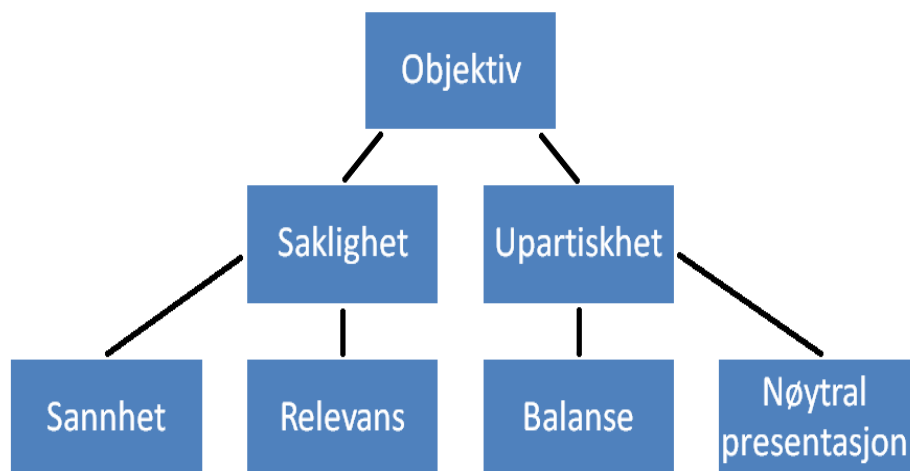 Objektiv
Saklighet
Upartiskhet
Sannhet
Relevans
Balanse
Nøytral
presentasjon